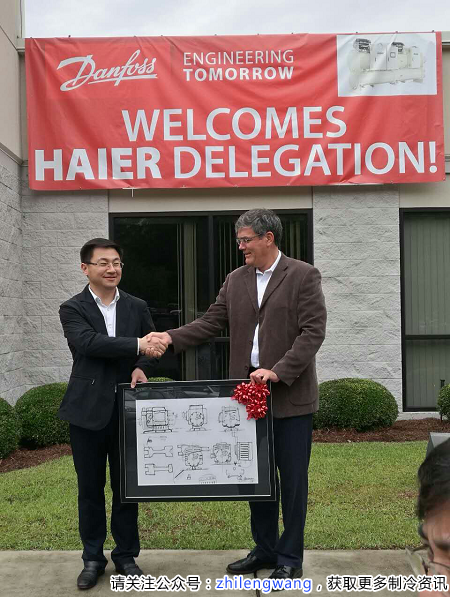 Danfoss
ENGINEERING
TOMORROW
WELCOMES
HAIER DELEGATION!
请关注公众号：zhilengwang，获取更多制冷资讯